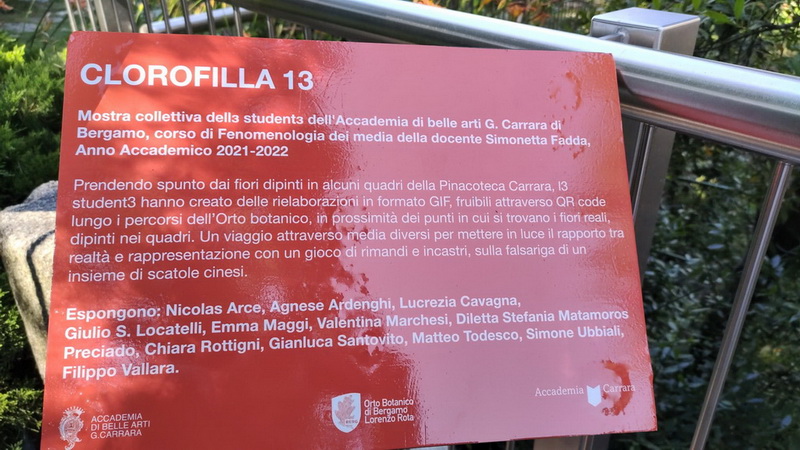 CLOROFILLA 13
Mostra collettiva dellɜ studentɜ dell'Accademia di belle arti G. Carrara di
Bergamo, corso di Fenomenologia dei media della docente Simonetta Fadda,
Anno Accademico 2021-2022
Prendendo spunto dai fiori dipinti in alcuni quadri della Pinacoteca Carrara, l3
student3 hanno creato delle rielaborazioni in formato GIF, fruibili attraverso QR code
lungo i percorsi dell'Orto botanico, in prossimità dei punti in cui si trovano i fiori reali,
dipinti nei quadri. Un viaggio attraverso media diversi per mettere in luce il rapporto tra
realtà e rappresentazione con un gioco di rimandi e incastri, sulla falsariga di un
insieme di scatole cinesi.
Espongono: Nicolas Arce, Agnese Ardenghi, Lucrezia Cavagna,
Giulio S. Locatelli, Emma Maggi, Valentina Marchesi, Diletta Stefania Matamoros
Preciado, Chiara Rottigni, Gianluca Santovito, Matteo Todesco, Simone Ubbiali,
Filippo Vallara.
ACCADEMIA
DI BELLE ARTI
G.CARRARA
Orto Botanico
di Bergamo
Lorenzo Rota
Accademia Carrara